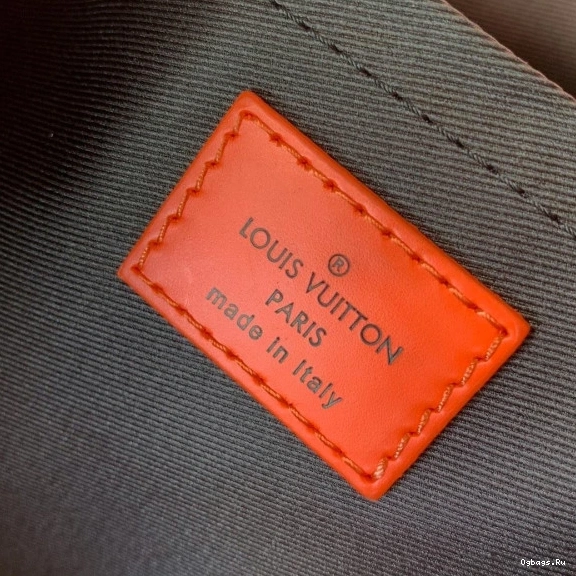 ®
LOUIS VUITTON
PARIS
made in Italy
Ogbags.Ru